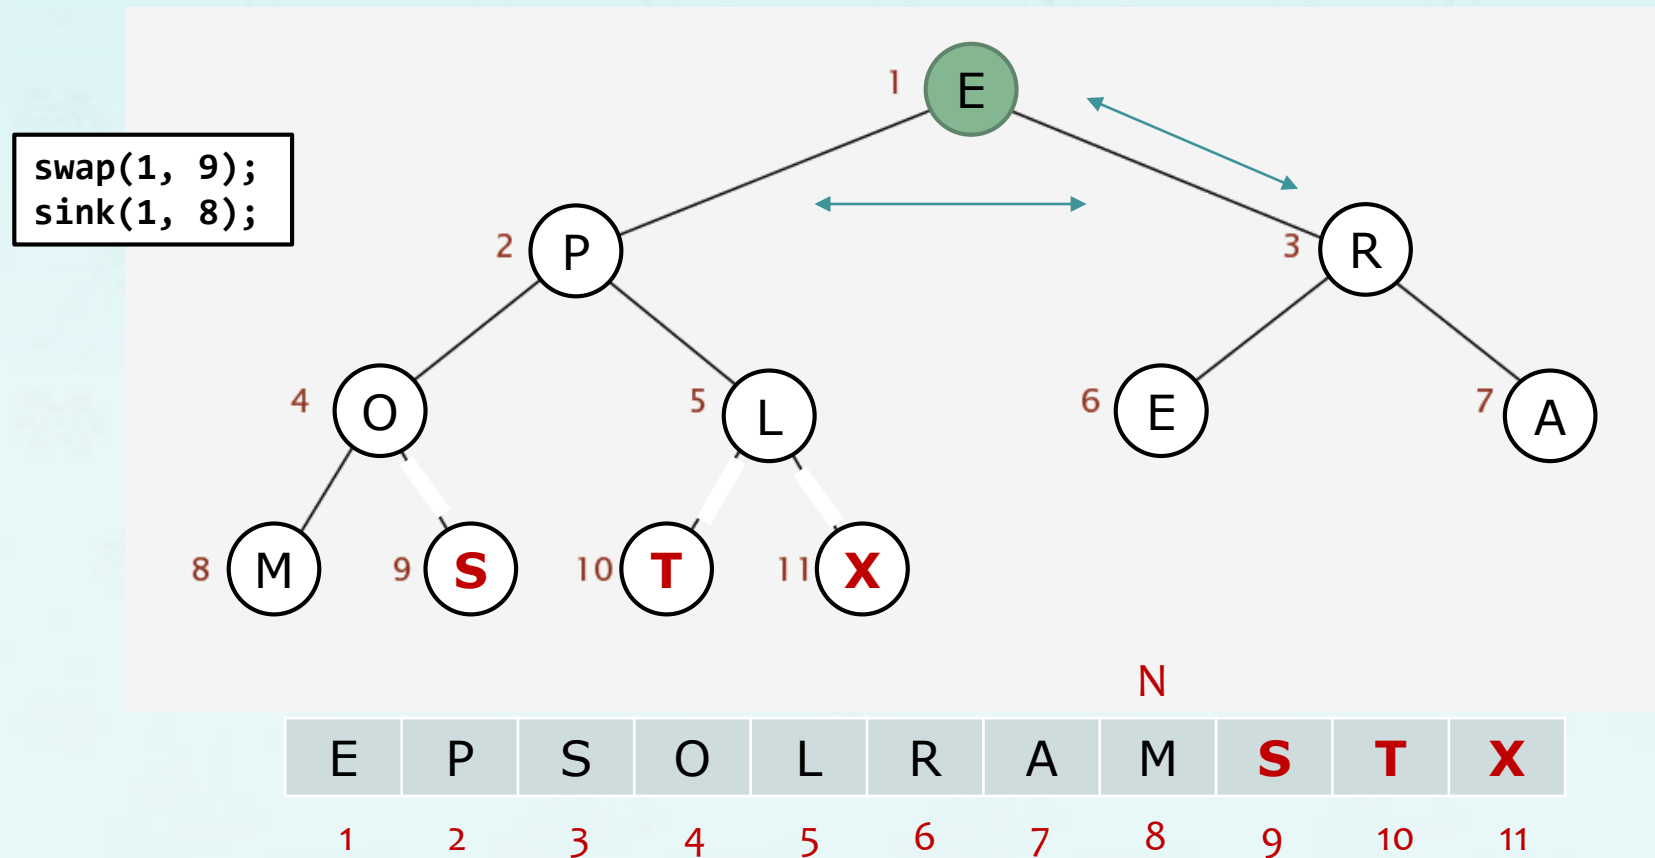 swap(1, 9);
sink(1, 8);
1 E
2 P 3 R
4 O 5 L 6 E 7 A
8 M 9 S 10 T 11 X
N
E P S O L R A M S T X
1 2 3 4 5 6 7 8 9 10 11